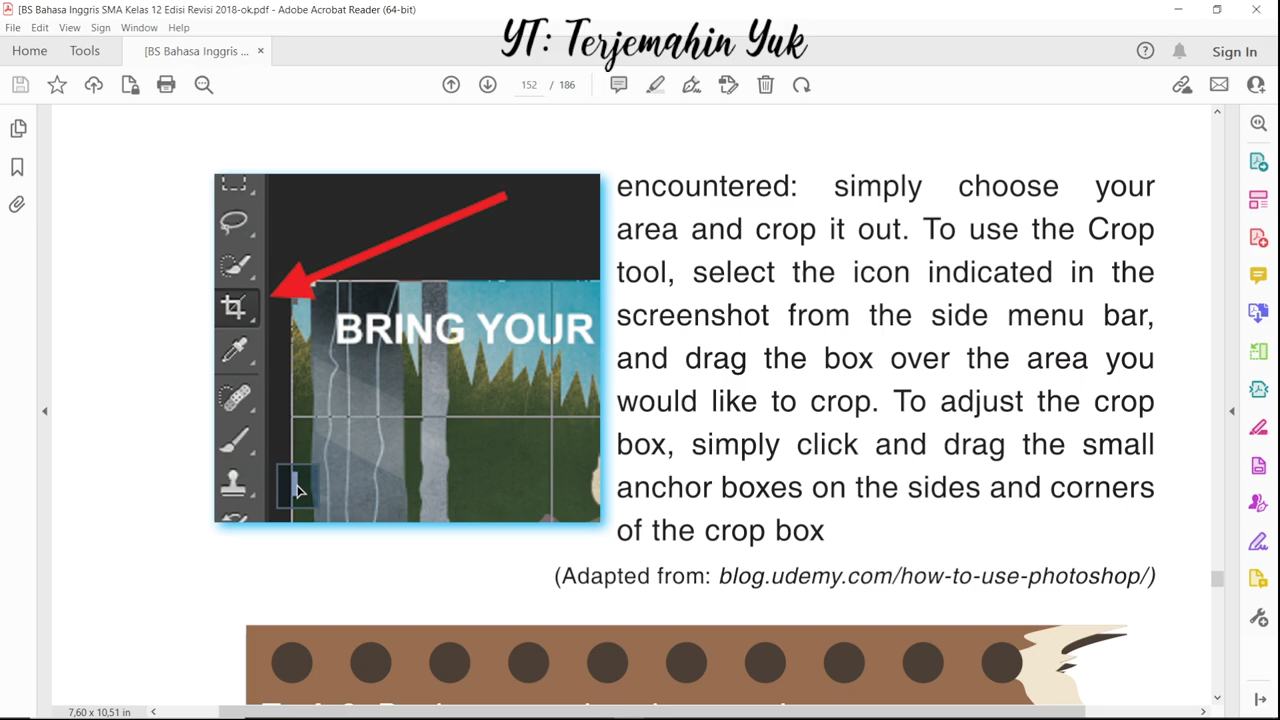 [BS Bahasa Inggris SMA Kelas 12 Edisi Revisi 2018-ok.pdf - Adobe Acrobat Reader (64-bit)
File Edit View Sign Window Help
YT: Terjemahin Yuk
Home Tools [BS Bahasa Inggris ... × Sign In
152 / 186
encountered: simply choose your
area and crop it out. To use the Crop
tool, select the icon indicated in the
screenshot from the side menu bar,
and drag the box over the area you
would like to crop. To adjust the crop
box, simply click and drag the small
anchor boxes on the sides and corners
of the crop box
BRING YOUR
(Adapted from: blog.udemy.com/how-to-use-photoshop/)
7,60 x 10,51 in